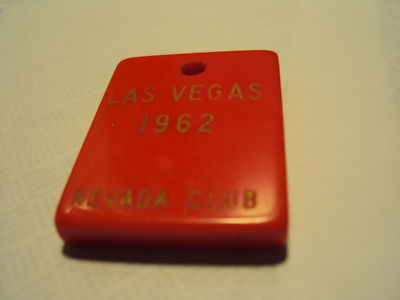 LAS VEGAS
1962
NEVADA CLUB